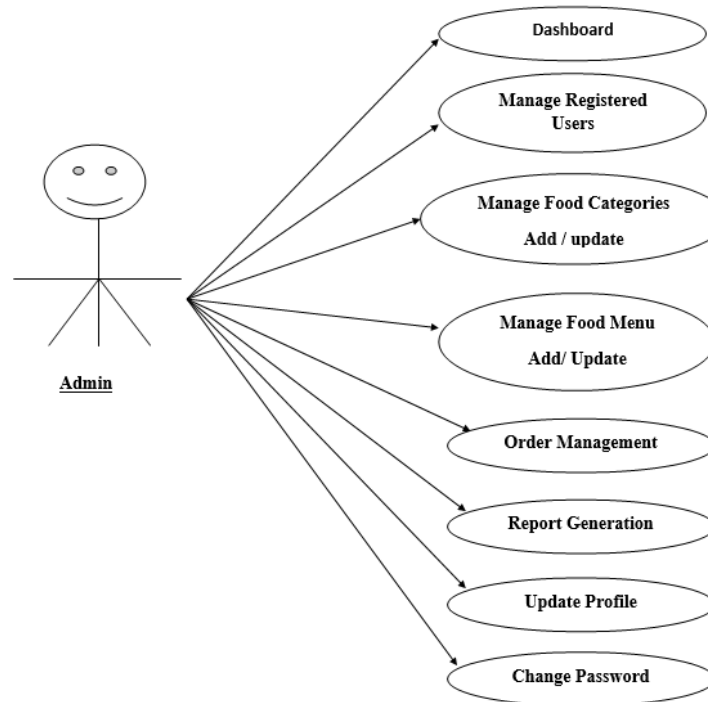 Dashboard
Manage Registered
Users
Manage Food Categories
Add / update
Manage Food Menu
Add/ Update
Admin
Order Management
Report Generation
Update Profile
Change Password